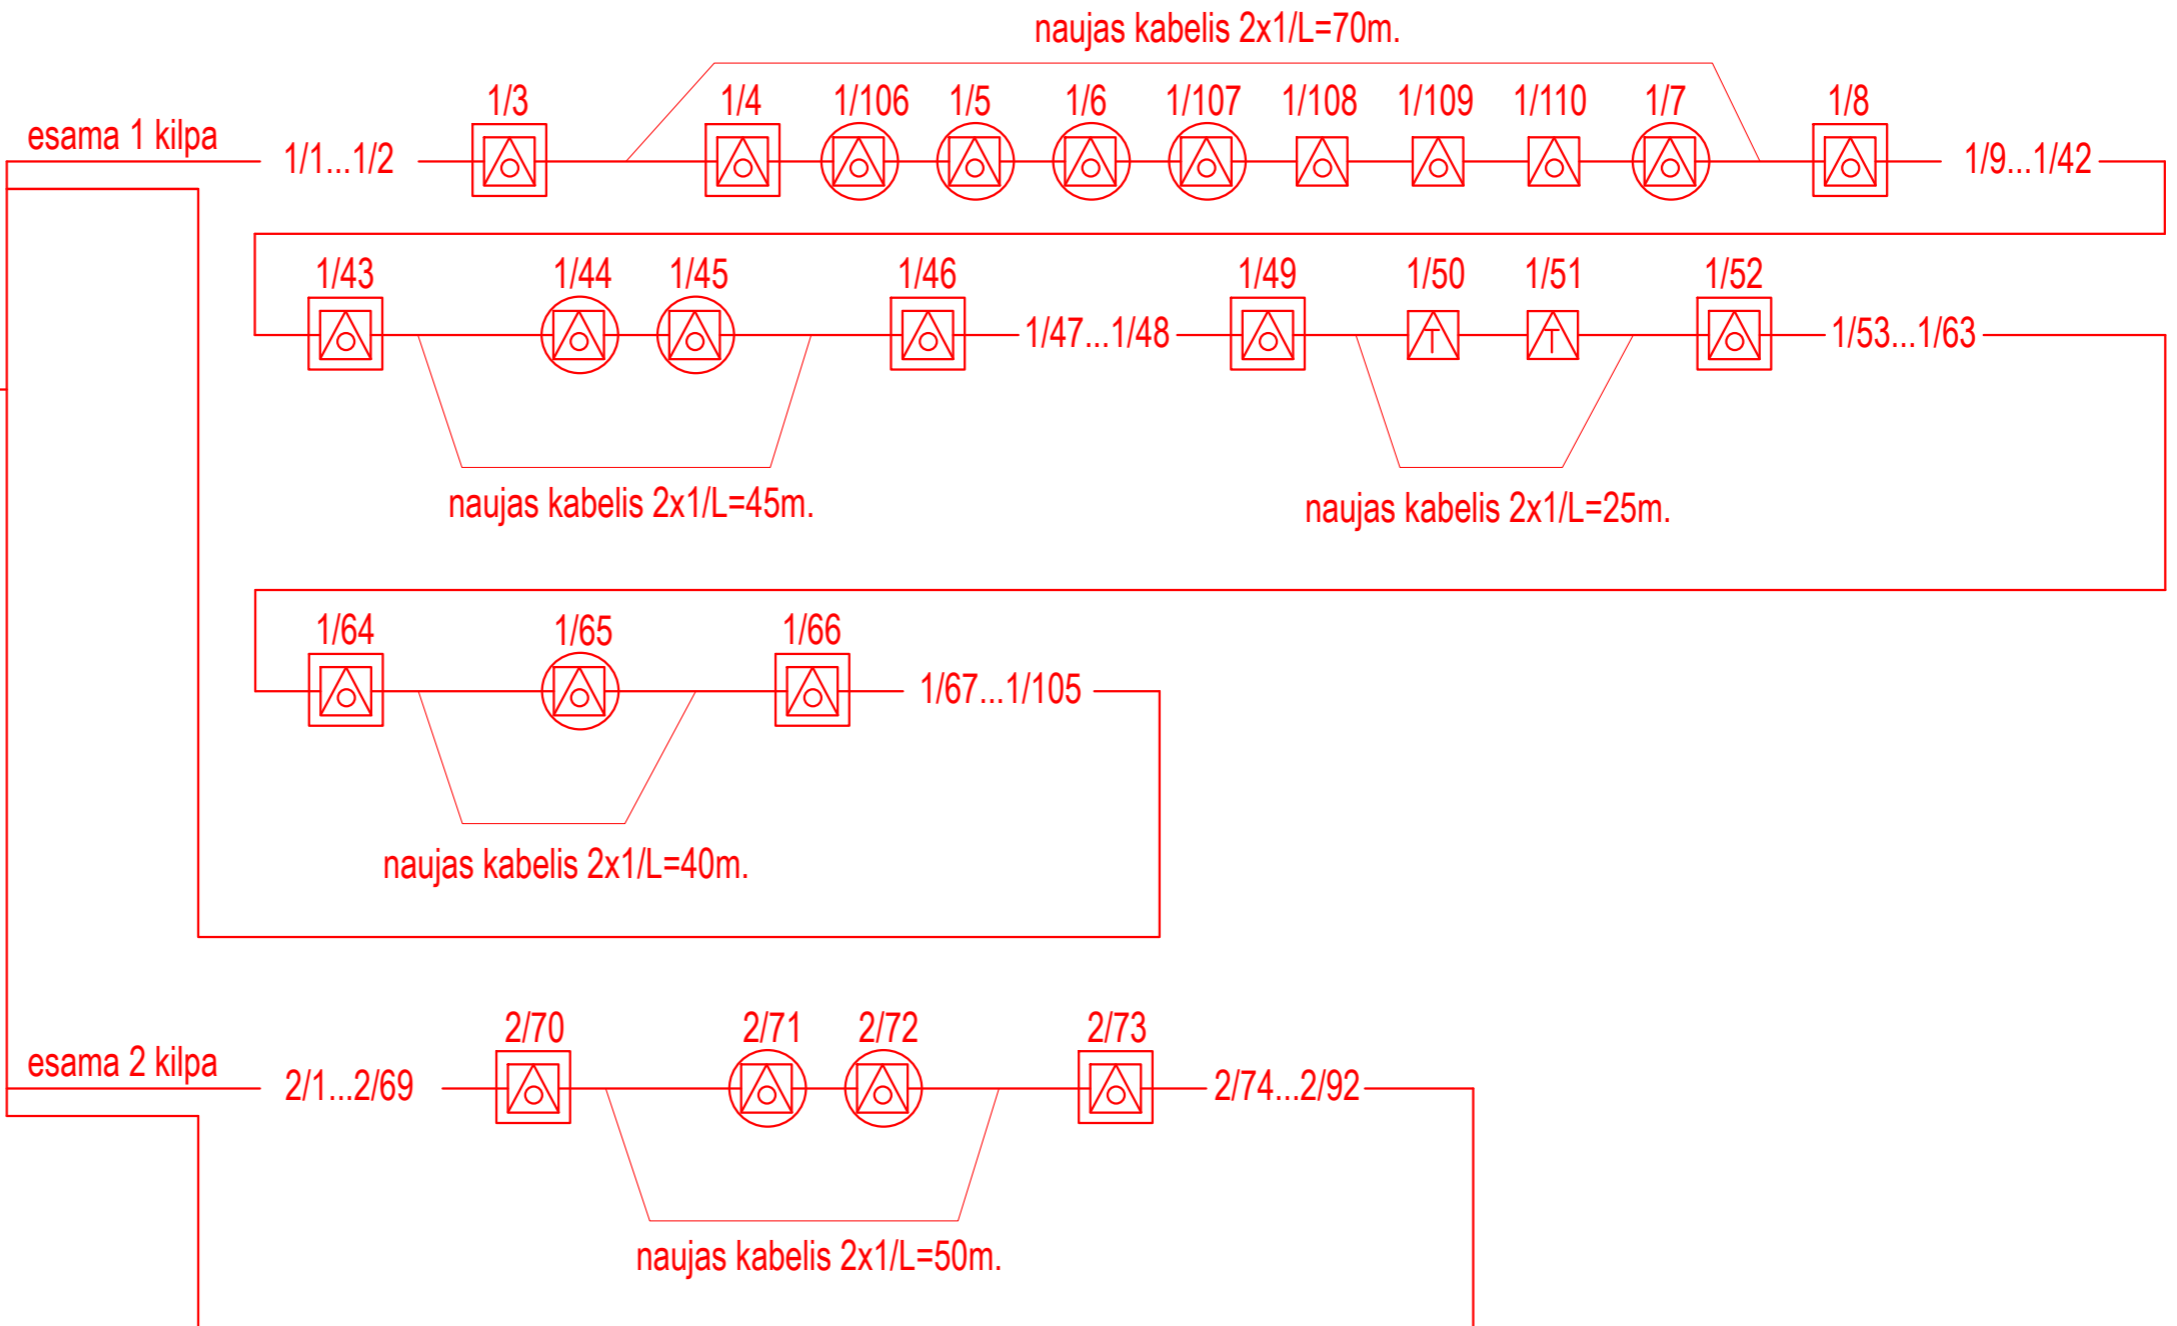 naujas kabelis 2x1/L=70m.
1/3 1/4 1/106 1/5 1/6 1/107 1/108 1/109 1/110 1/7 1/8
esama 1 kilpa 1/1...1/2 1/9...1/42
1/43 1/44 1/45 1/46 1/49 1/50 1/51 1/52
1/47...1/48 1/53...1/63
T T
naujas kabelis 2x1/L=45m. naujas kabelis 2x1/L=25m.
1/64 1/65 1/66
1/67...1/105
naujas kabelis 2x1/L=40m.
2/70 2/71 2/72 2/73
esama 2 kilpa 2/1...2/69 2/74...2/92
naujas kabelis 2x1/L=50m.